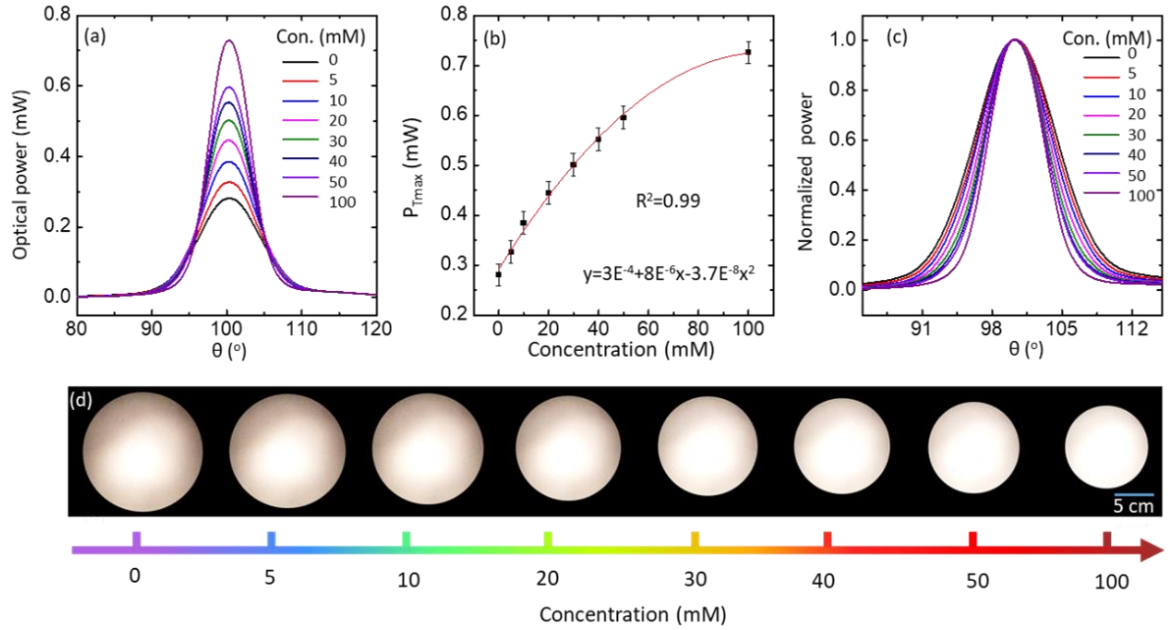 (a)
Con. (mM)
0
5
10
20
30
40
50
100
0.8
0.6
0.4
0.2
0.0
Optical power (mW)
80 90 100 110 120
θ (°)
(b)
0.8
0.7
0.6
0.5
0.4
0.3
0.2
P_Tmax (mW)
R²=0.99
y=3E⁻⁴+8E⁻⁶x-3.7E⁻⁸x²
0 20 40 60 80 100
Concentration (mM)
(c)
Con. (mM)
0
5
10
20
30
40
50
100
1.0
0.8
0.6
0.4
0.2
0.0
Normalized power
91 98 105 112
θ (°)
(d)
5 cm
0 5 10 20 30 40 50 100
Concentration (mM)